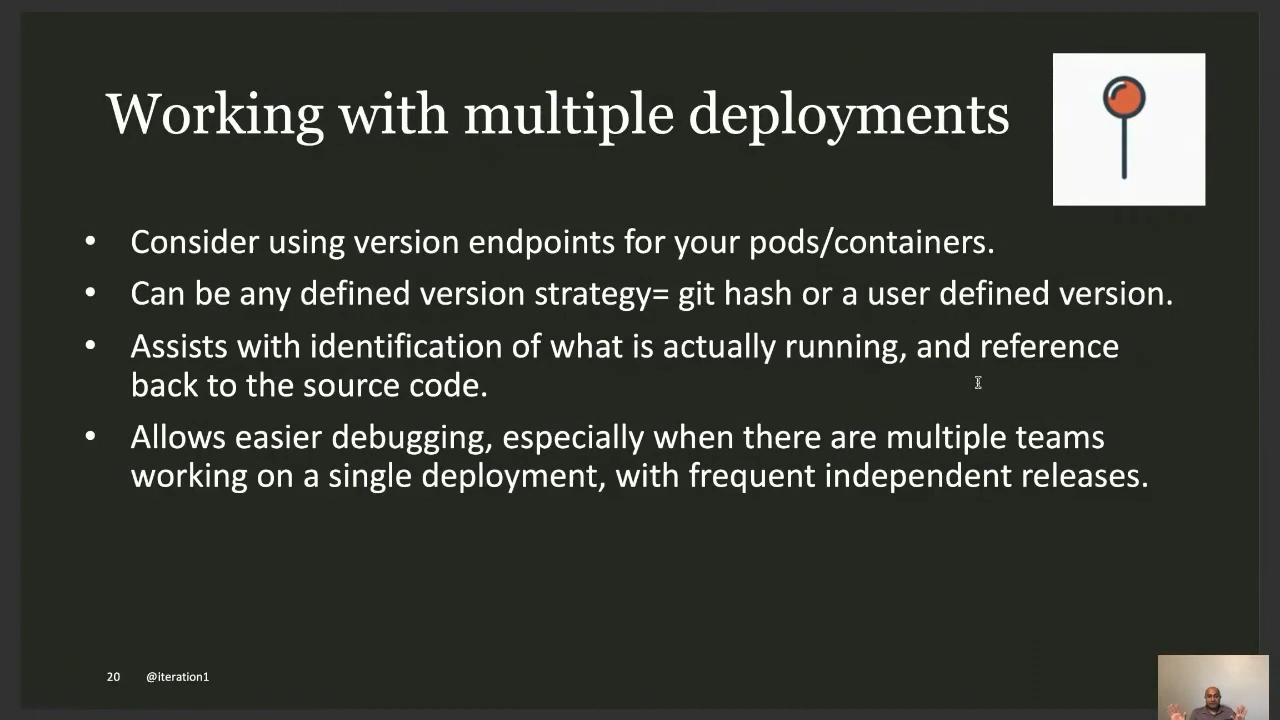 Working with multiple deployments
• Consider using version endpoints for your pods/containers.
• Can be any defined version strategy= git hash or a user defined version.
• Assists with identification of what is actually running, and reference
back to the source code.
• Allows easier debugging, especially when there are multiple teams
working on a single deployment, with frequent independent releases.
20 @iteration1